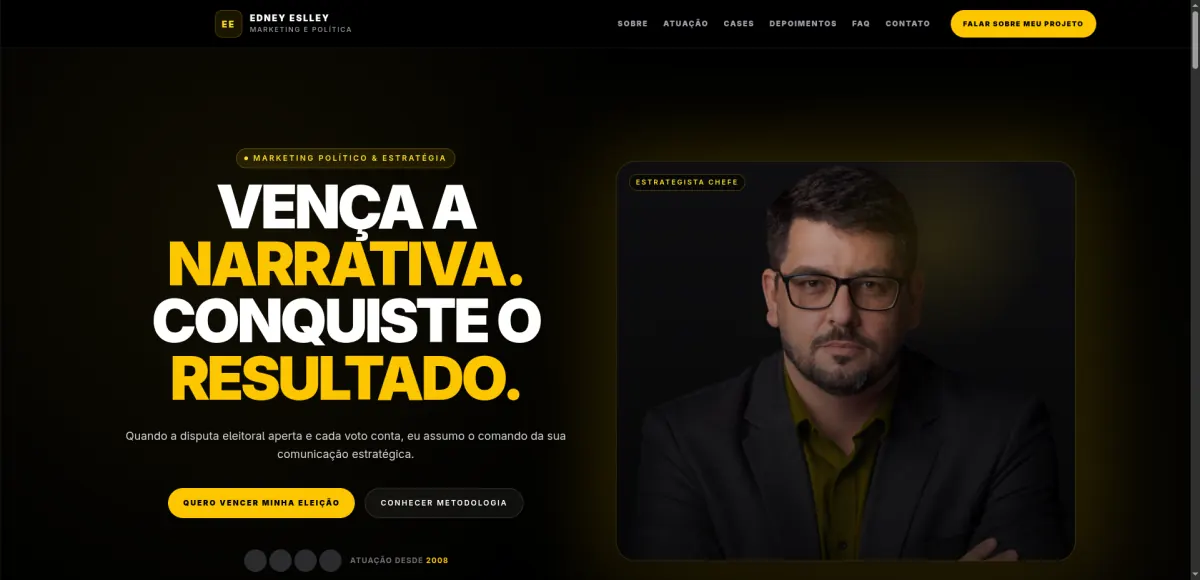 EE
EDNEY ESLLEY
MARKETING E POLÍTICA
SOBRE
ATUAÇÃO
CASES
DEPOIMENTOS
FAQ
CONTATO
FALAR SOBRE MEU PROJETO
MARKETING POLÍTICO & ESTRATÉGIA
VENÇA A
NARRATIVA.
CONQUISTE O
RESULTADO.
Quando a disputa eleitoral aperta e cada voto conta, eu assumo o comando da sua
comunicação estratégica.
QUERO VENCER MINHA ELEIÇÃO
CONHECER METODOLOGIA
ATUAÇÃO DESDE 2008
ESTRATEGISTA CHEFE